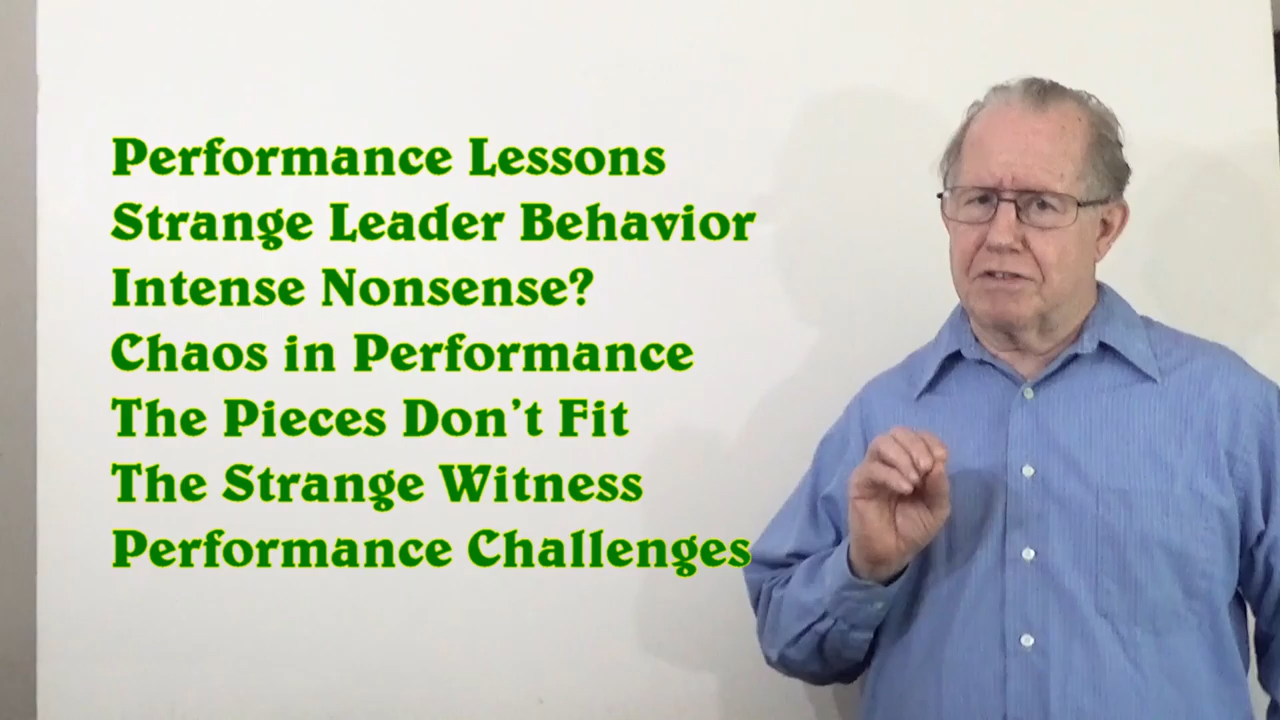 Performance Lessons
Strange Leader Behavior
Intense Nonsense?
Chaos in Performance
The Pieces Don't Fit
The Strange Witness
Performance Challenges